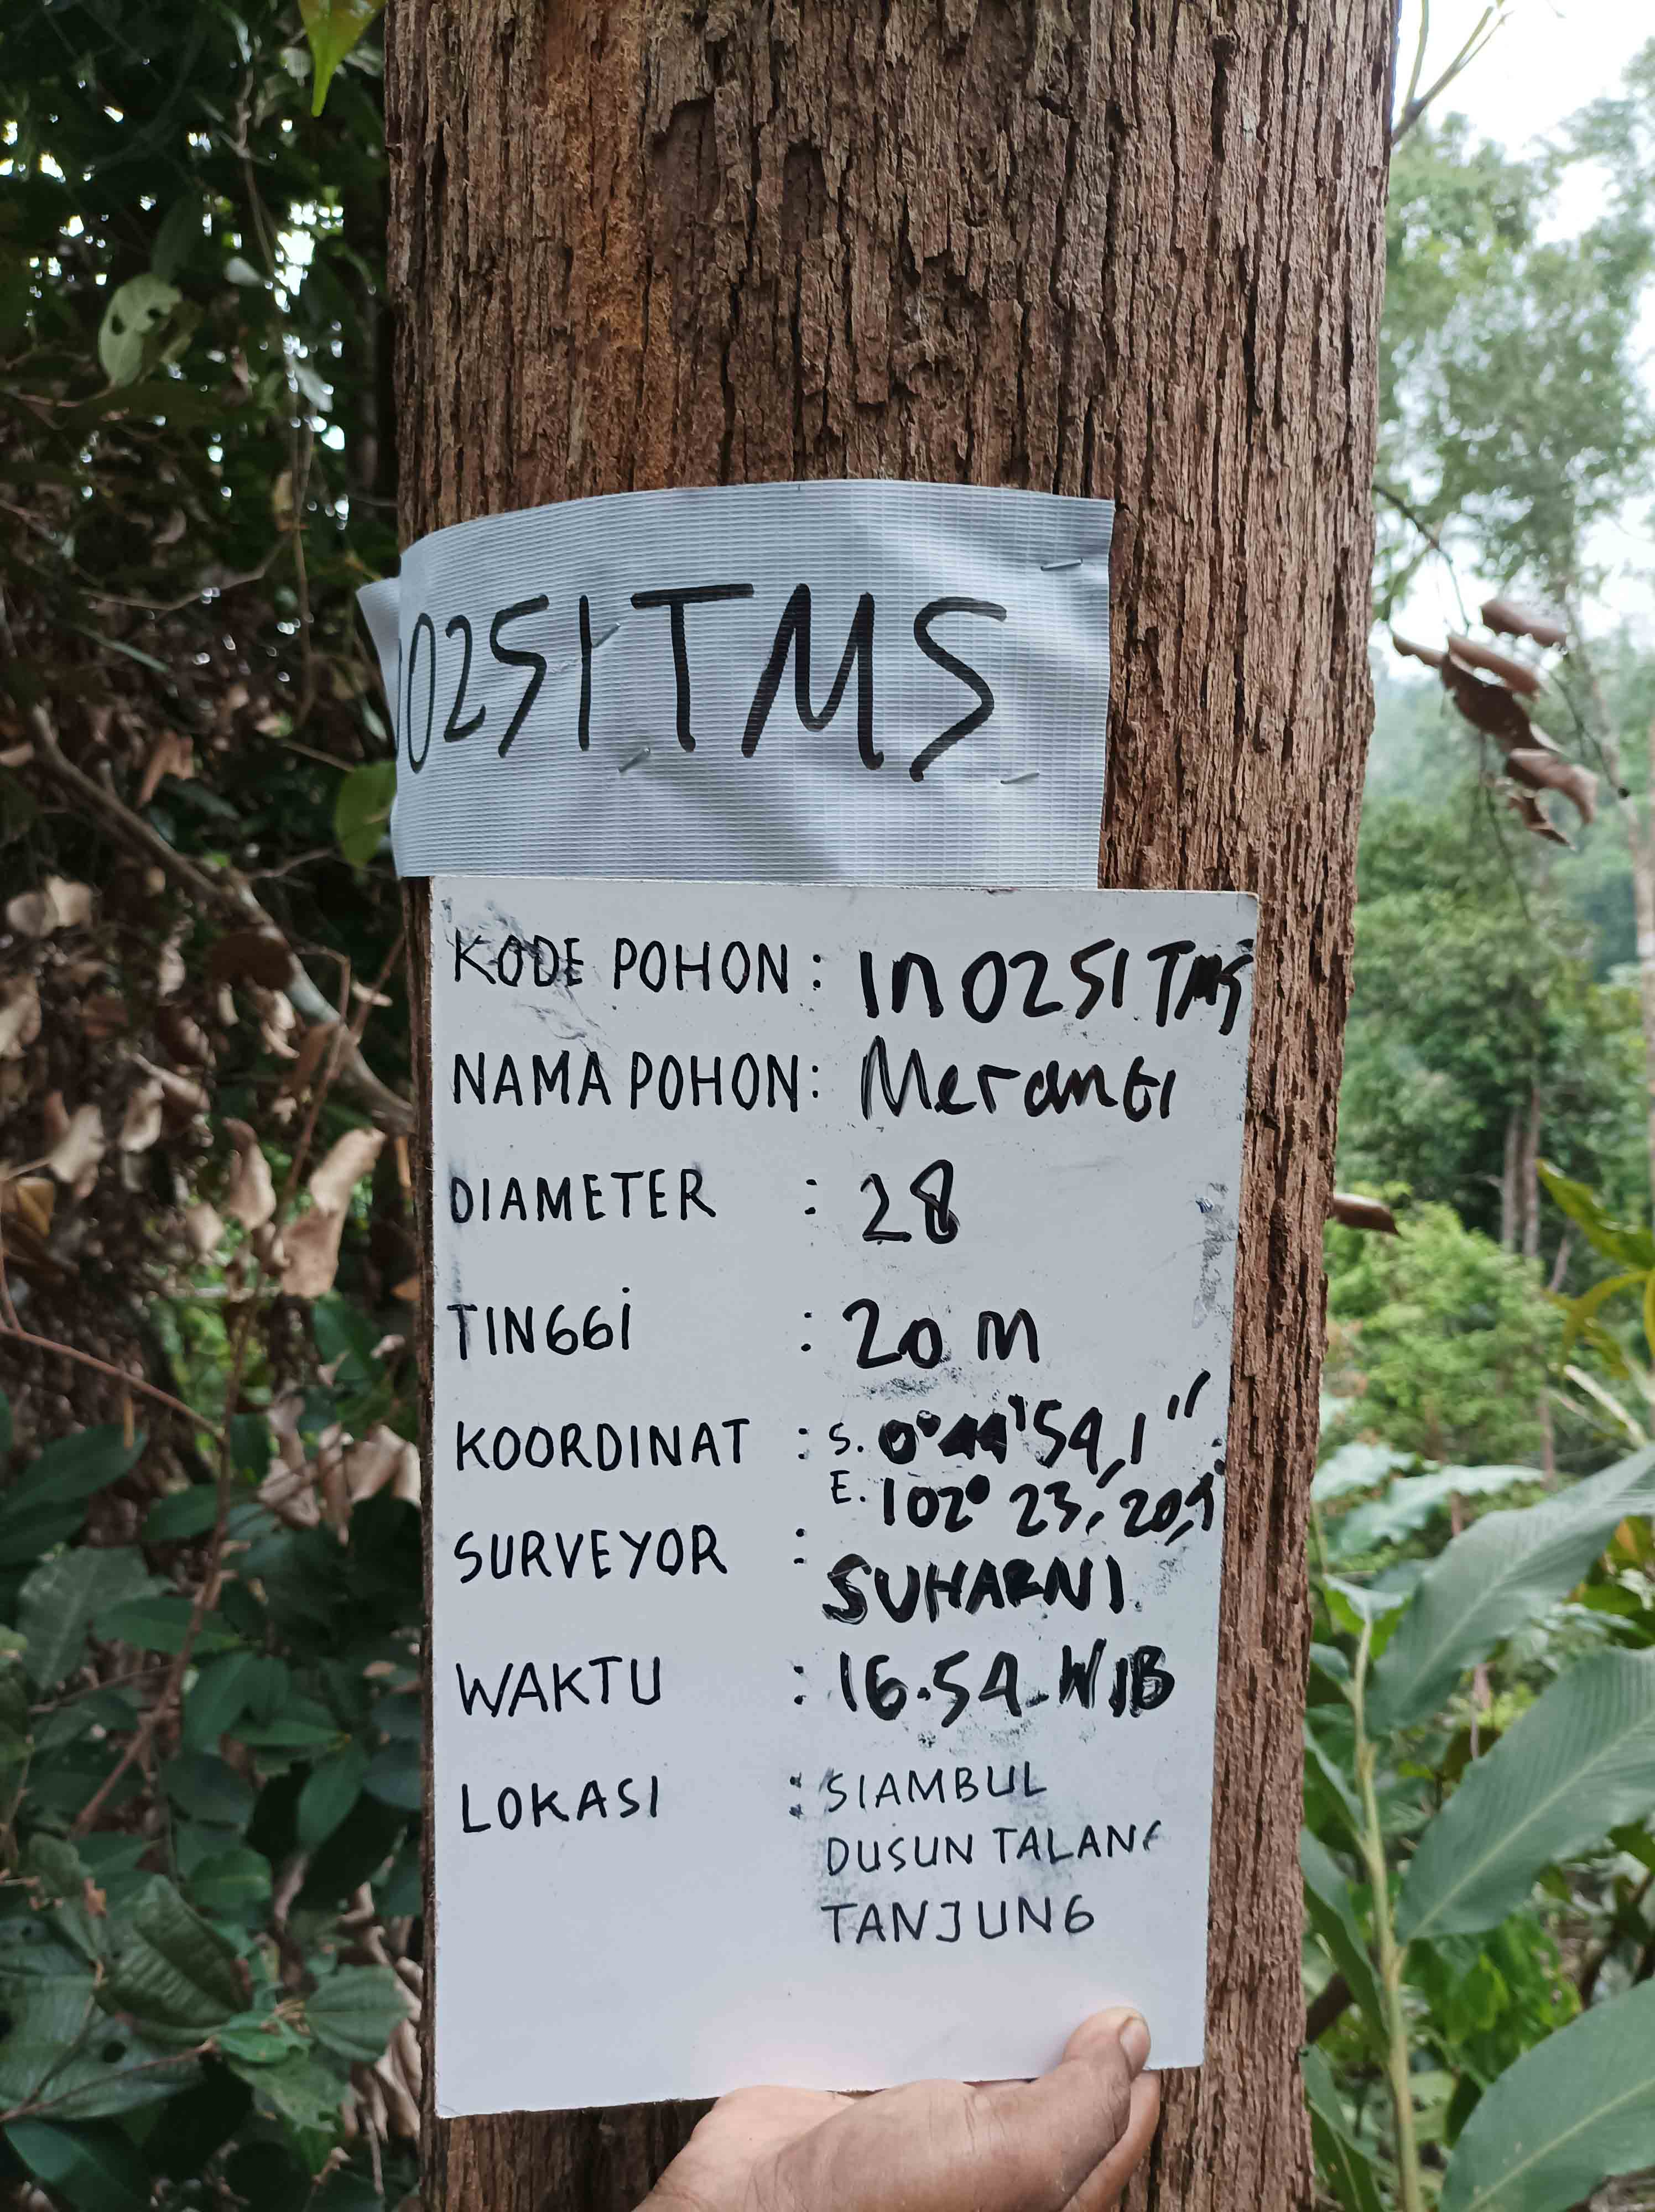 0251TMS
KODE POHON : In0251TMS
NAMA POHON : Meranti
DIAMETER : 28
TINGGI : 20 m
KOORDINAT : S. 0°44'54,1"
E. 102° 23, 20,1
SURVEYOR : SUHARNI
WAKTU : 16.54 WIB
LOKASI : SIAMBUL
DUSUN TALANG
TANJUNG